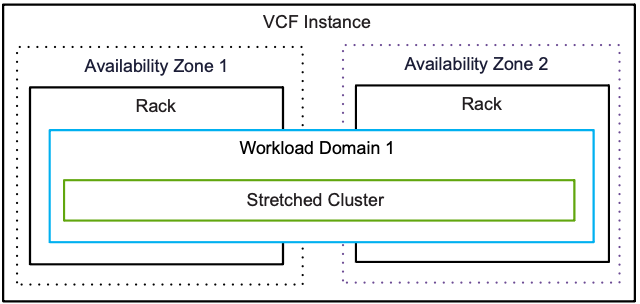 VCF Instance
Availability Zone 1
Availability Zone 2
Rack
Rack
Workload Domain 1
Stretched Cluster